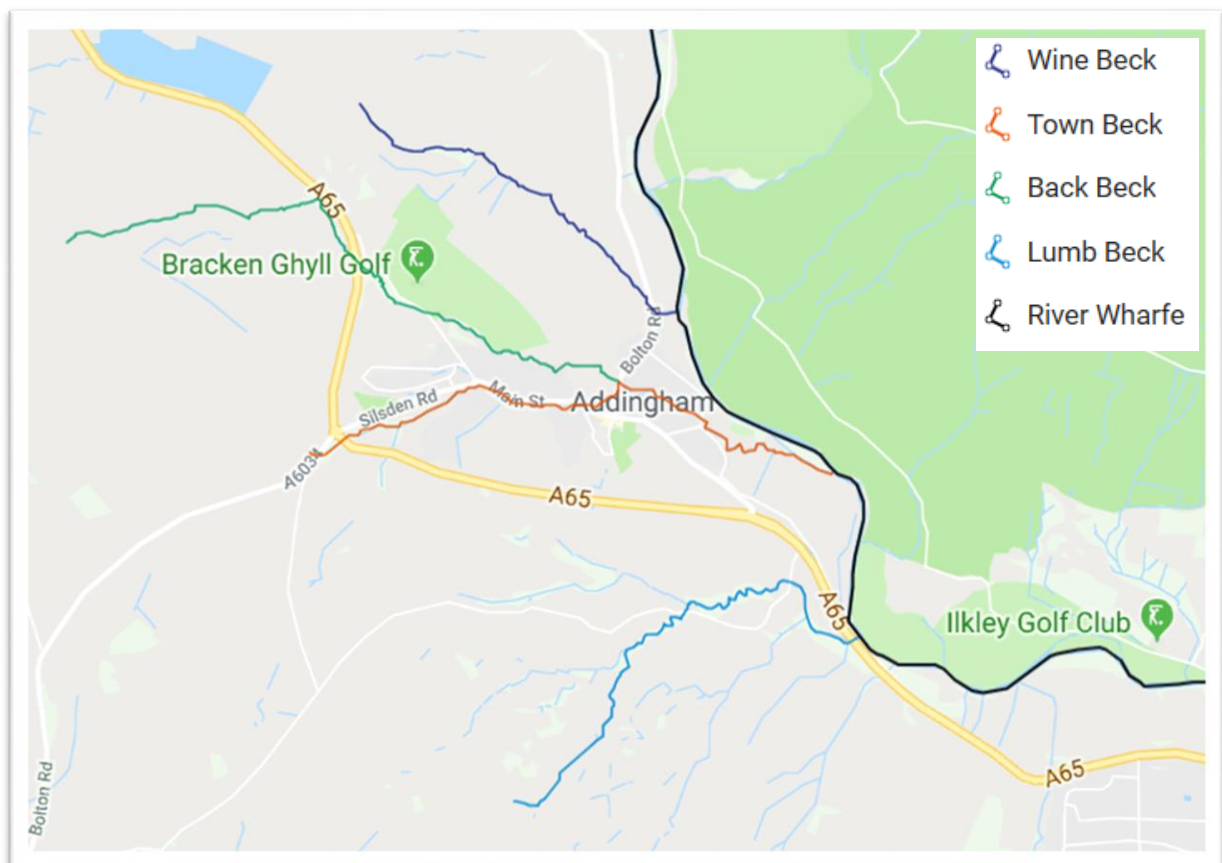 Wine Beck
Town Beck
Back Beck
Lumb Beck
River Wharfe
A65
Bracken Ghyll Golf
Bolton Rd
Main St
Addingham
Silsden Rd
A6034
A65
A65
Ilkley Golf Club
A65
Bolton Rd